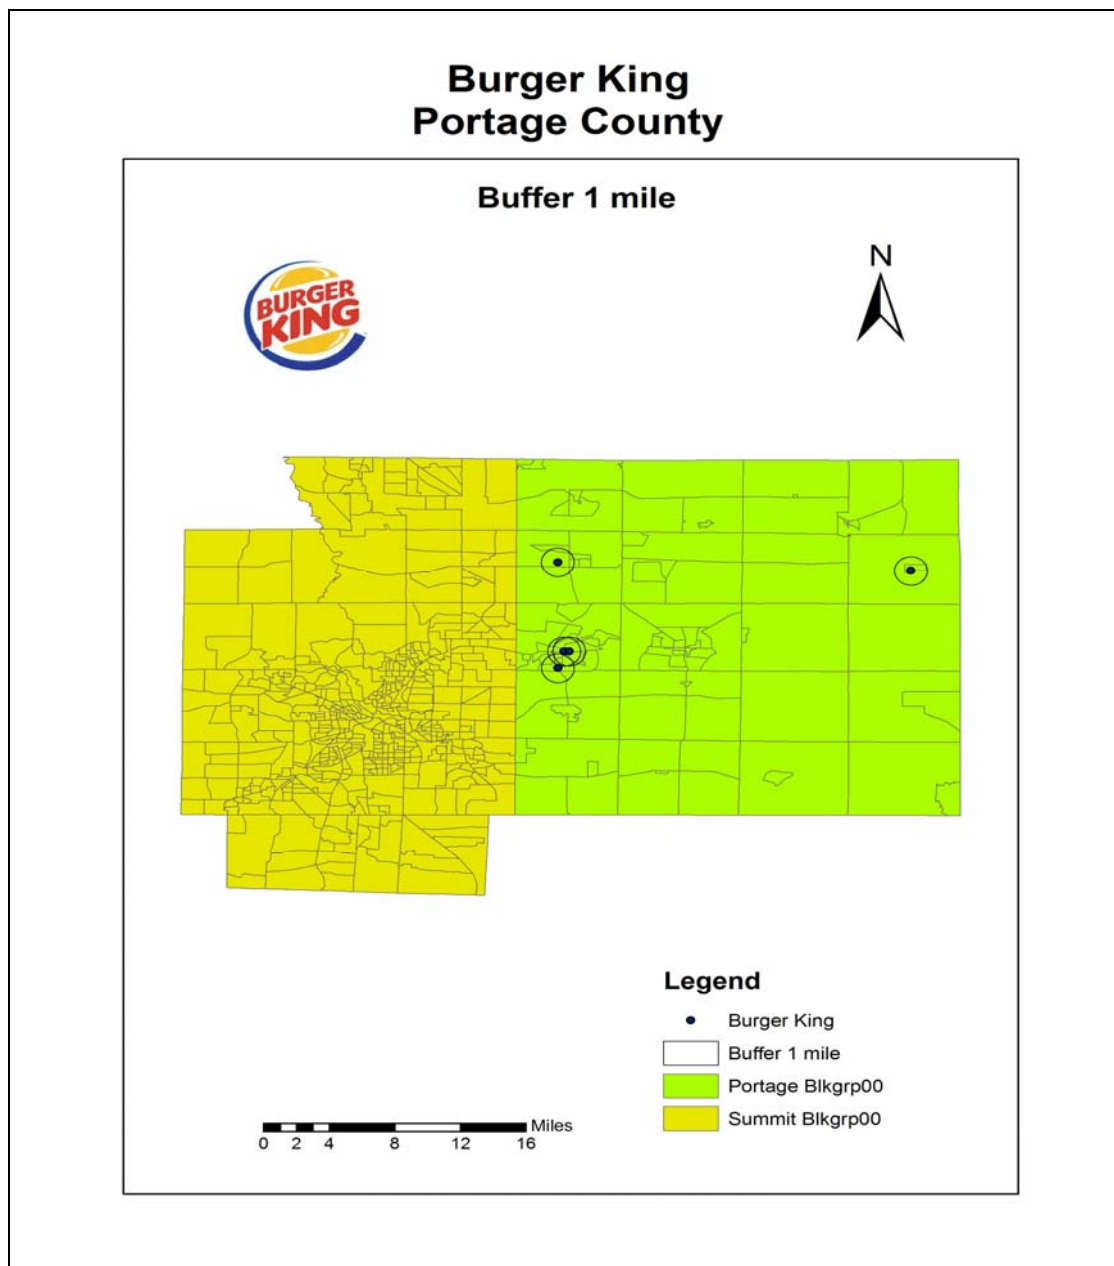 Burger King
Portage County
Buffer 1 mile
BURGER
KING
N
Legend
Burger King
Buffer 1 mile
Portage Blkgrp00
Summit Blkgrp00
Miles
0 2 4 8 12 16